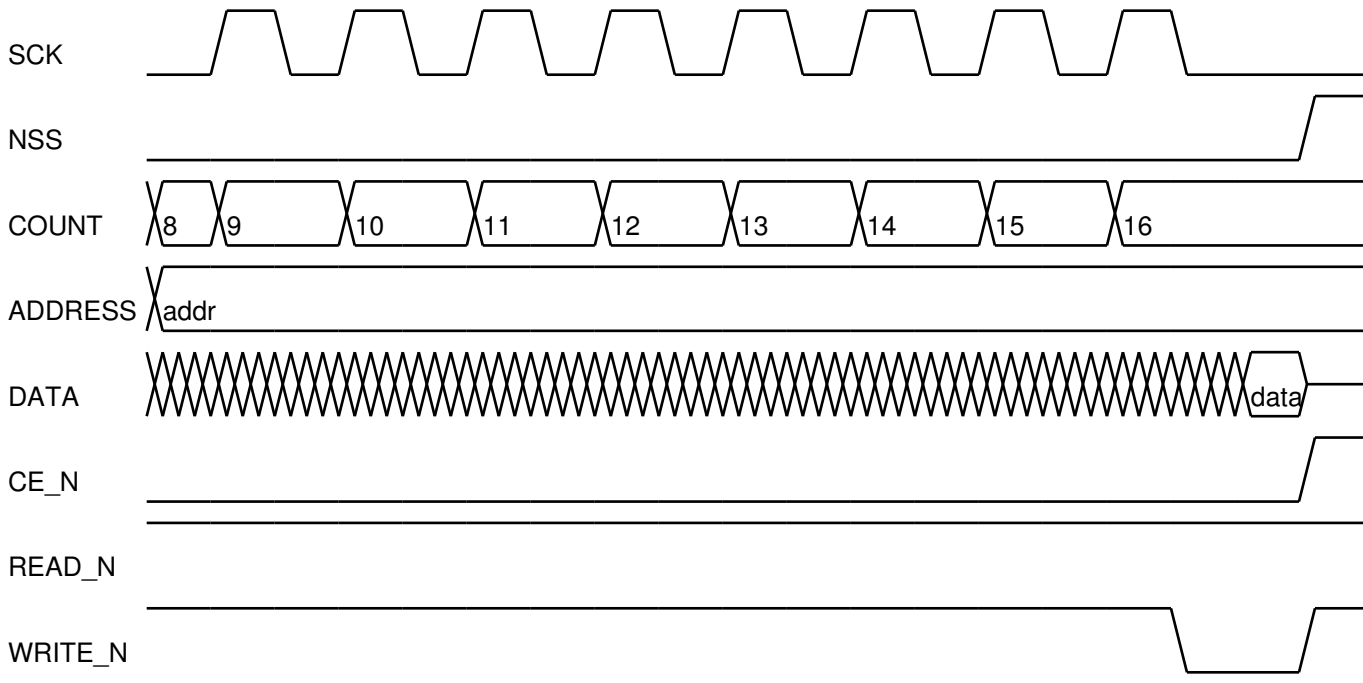 SCK
NSS
COUNT 8 9 10 11 12 13 14 15 16
ADDRESS addr
DATA data
CE_N
READ_N
WRITE_N